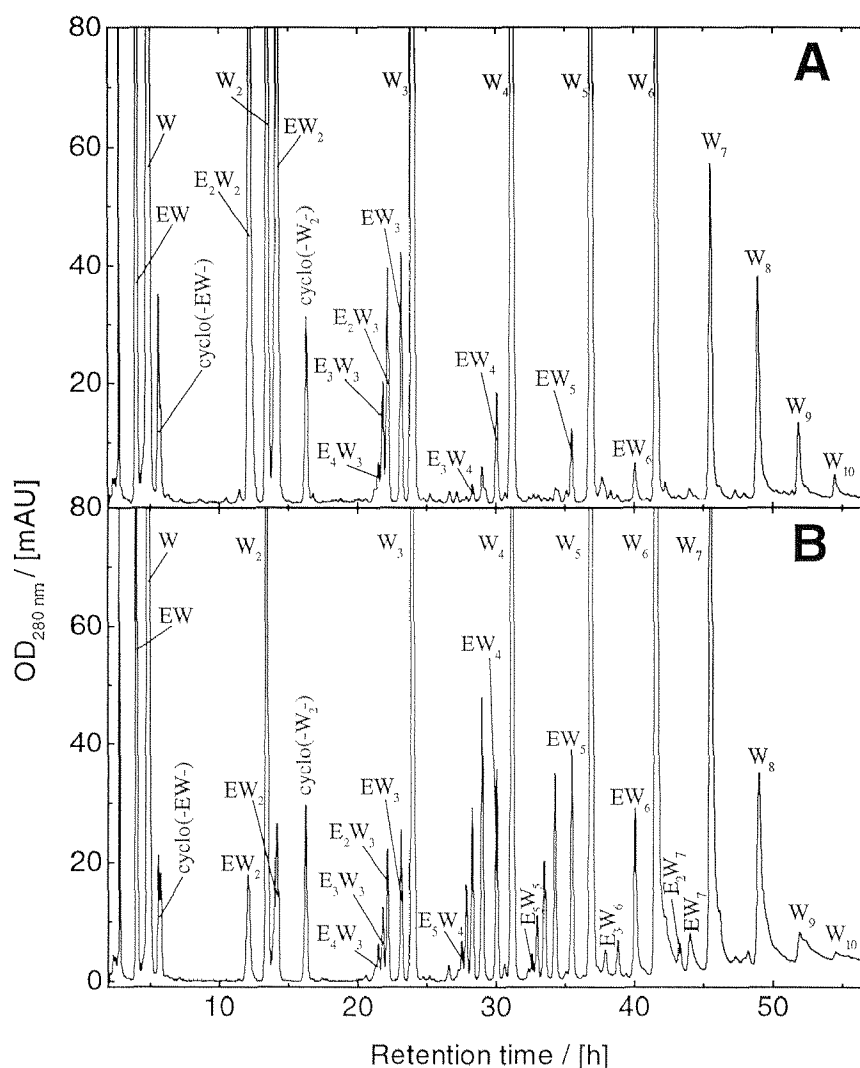 80
60
40
20
0
A
W
EW
cyclo(-EW-)
E₂W₂
W₂
EW₂
cyclo(-W₂-)
E₄W₃
E₃W₃
E₂W₃
EW₃
W₃
E₃W₄
EW₄
W₄
EW₅
W₅
EW₆
W₆
W₇
W₈
W₉
W₁₀
80
60
40
20
0
B
W
EW
cyclo(-EW-)
EW₂
W₂
EW₂
cyclo(-W₂-)
E₄W₃
E₃W₃
E₂W₃
EW₃
W₃
E₅W₄
EW₄
W₄
E₅W₅
EW₅
W₅
E₃W₆
EW₆
W₆
E₂W₇
EW₇
W₇
W₈
W₉
W₁₀
10 20 30 40 50
OD₂₈₀ ₙₘ / [mAU]
Retention time / [h]